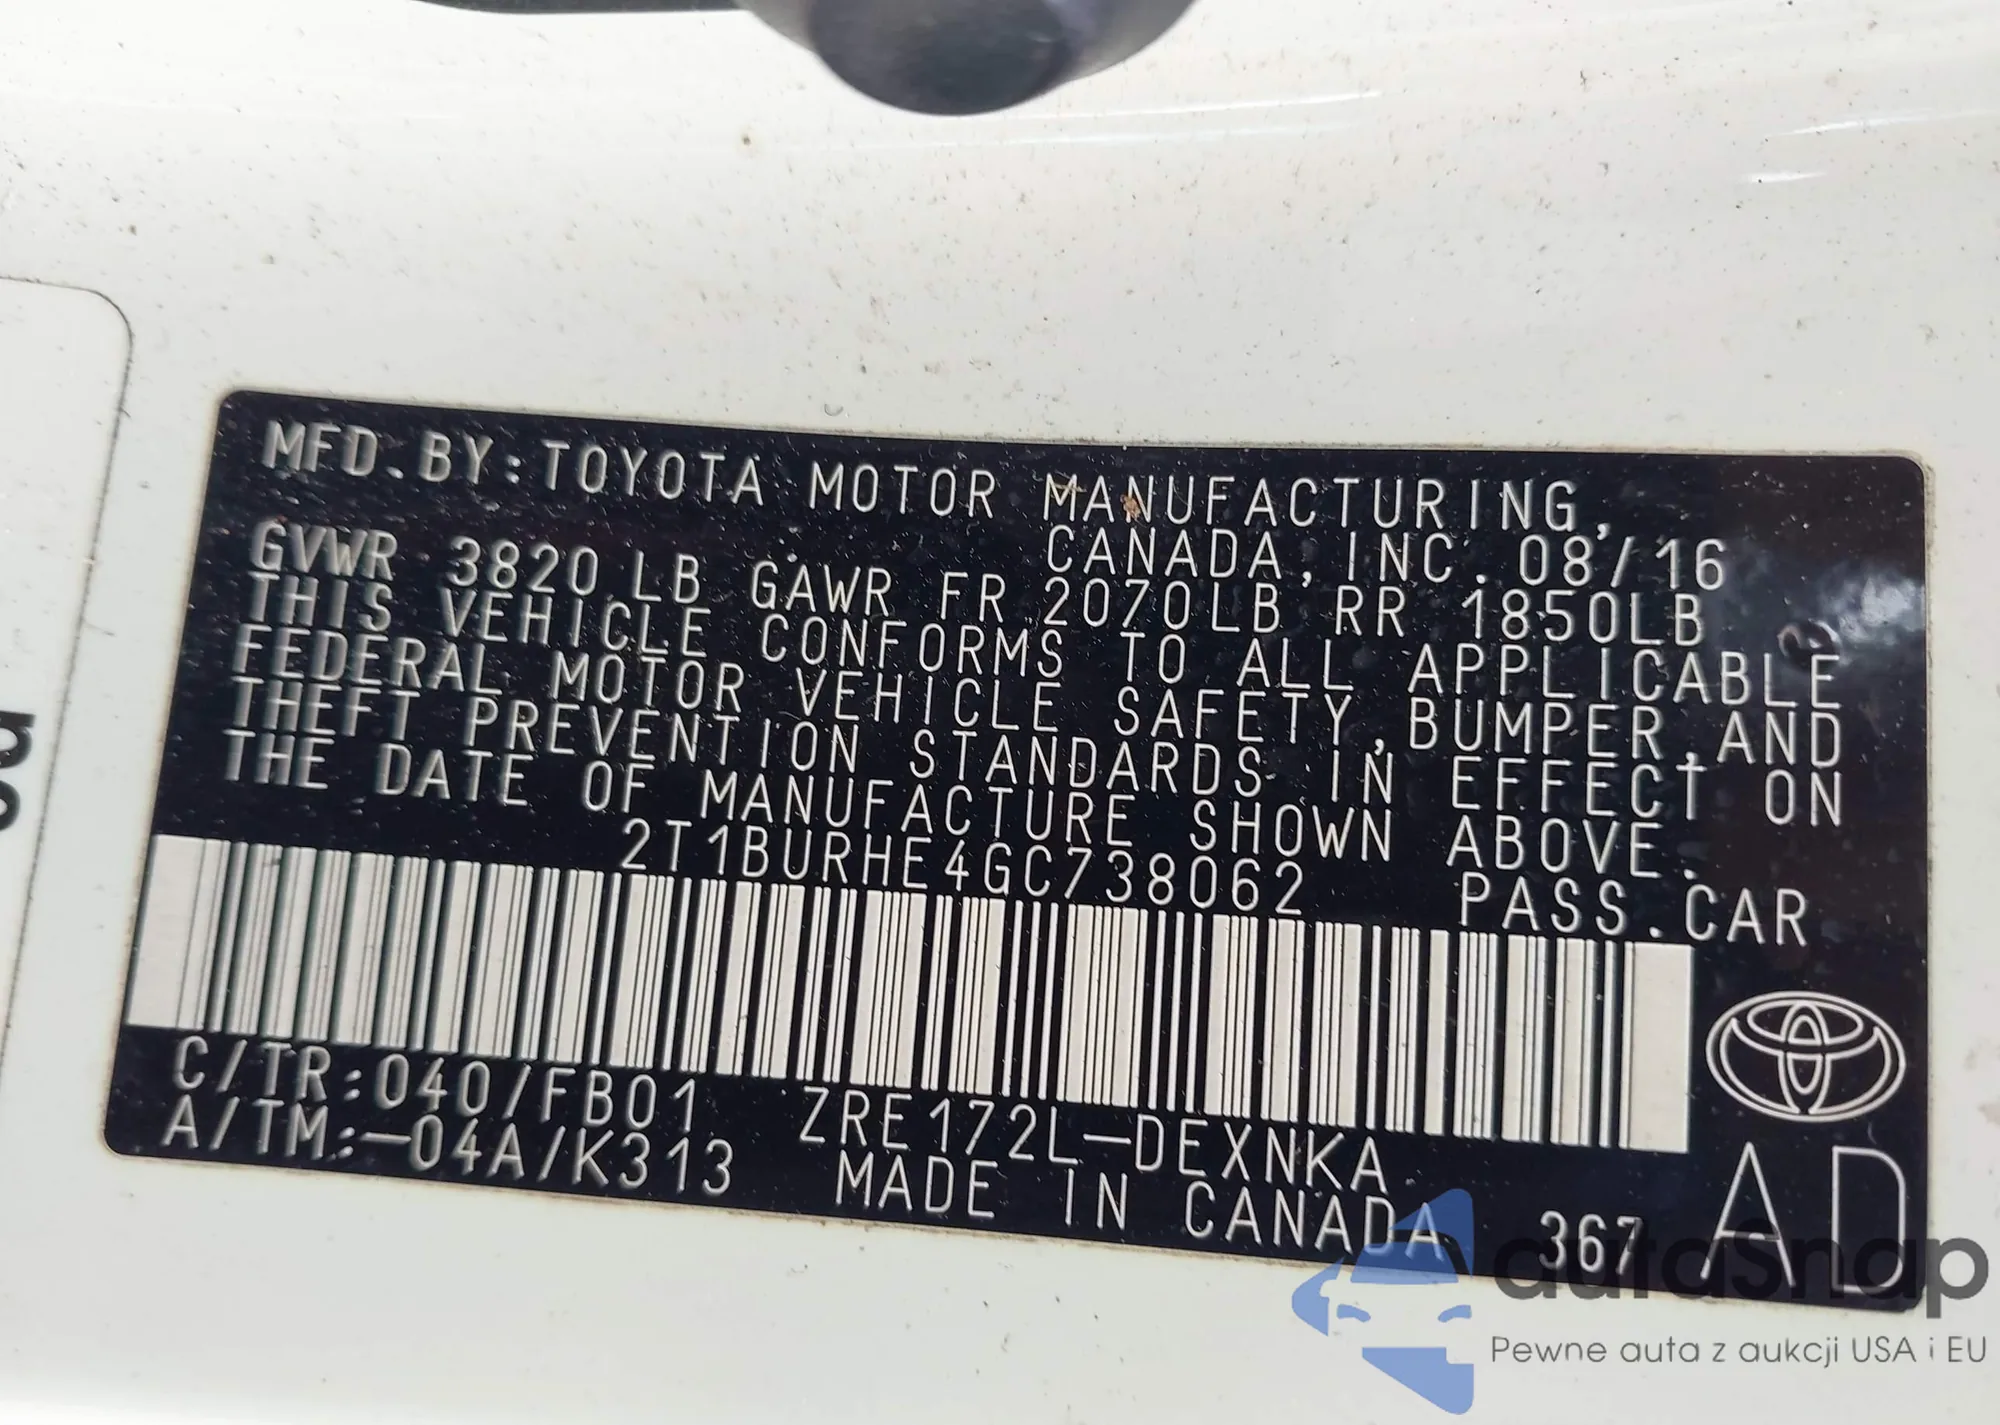 MFD.BY:TOYOTA MOTOR MANUFACTURING,
CANADA, INC. 08/16
GVWR 3820 LB GAWR FR 2070LB RR 1850LB
THIS VEHICLE CONFORMS TO ALL APPLICABLE
FEDERAL MOTOR VEHICLE SAFETY, BUMPER, AND
THEFT PREVENTION STANDARDS IN EFFECT ON
THE DATE OF MANUFACTURE SHOWN ABOVE.
2T1BURHE4GC738062 PASS.CAR
C/TR:040/FB01 ZRE172L-DEXNKA
A/TM:-04A/K313 MADE IN CANADA 367 AD
autosnap
Pewne auta z aukcji USA i EU